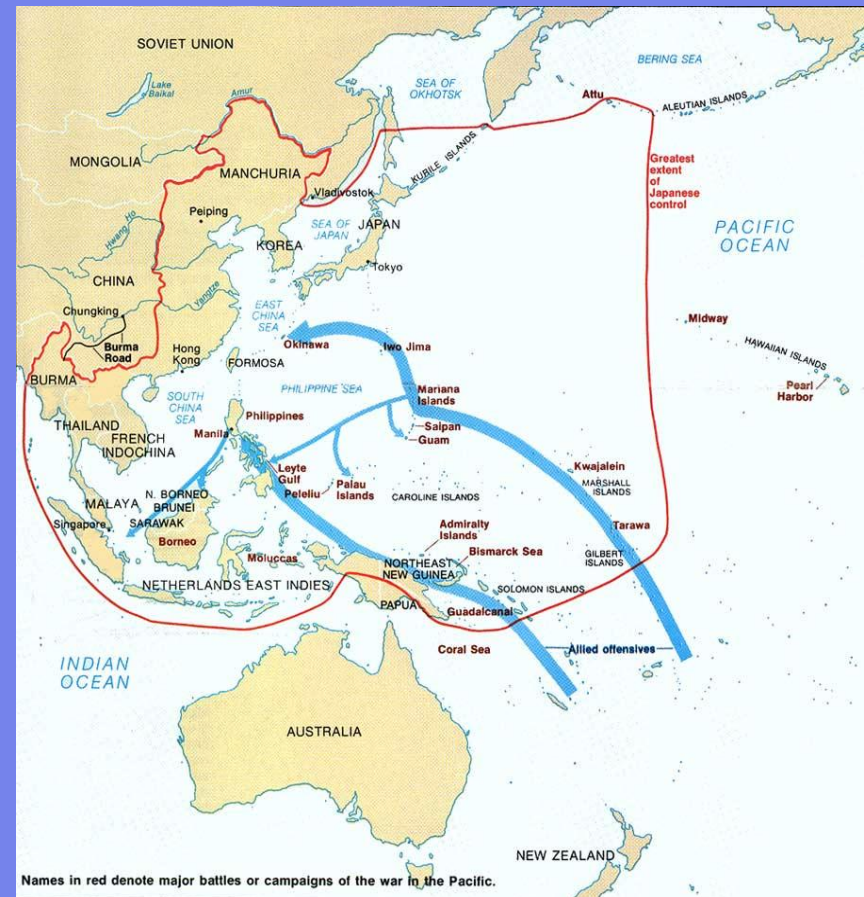 SOVIET UNION
BERING SEA
SEA OF
OKHOTSK
Lake
Baikal
Amur
Attu
ALEUTIAN ISLANDS
MONGOLIA
MANCHURIA
KURILE ISLANDS
Greatest
extent
of
Japanese
control
Vladivostok
Peiping
SEA OF
JAPAN
JAPAN
PACIFIC
OCEAN
Hwang Ho
KOREA
Tokyo
CHINA
Yangtze
EAST
CHINA
SEA
Chungking
Midway
Burma
Road
Hong
Kong
Okinawa
Iwo Jima
HAWAIIAN ISLANDS
FORMOSA
BURMA
PHILIPPINE SEA
Mariana
Islands
Pearl
Harbor
SOUTH
CHINA
SEA
Philippines
THAILAND
Saipan
Manila
Guam
FRENCH
INDOCHINA
Leyte
Gulf
Kwajalein
Palau
Islands
MARSHALL
ISLANDS
Peleliu
CAROLINE ISLANDS
MALAYA
N. BORNEO
BRUNEI
Singapore
SARAWAK
Admiralty
Islands
Tarawa
Borneo
Bismarck Sea
Moluccas
GILBERT
ISLANDS
NORTHEAST
NEW GUINEA
NETHERLANDS EAST INDIES
SOLOMON ISLANDS
PAPUA
Guadalcanal
Coral Sea
Allied offensives
INDIAN
OCEAN
AUSTRALIA
NEW ZEALAND
Names in red denote major battles or campaigns of the war in the Pacific.